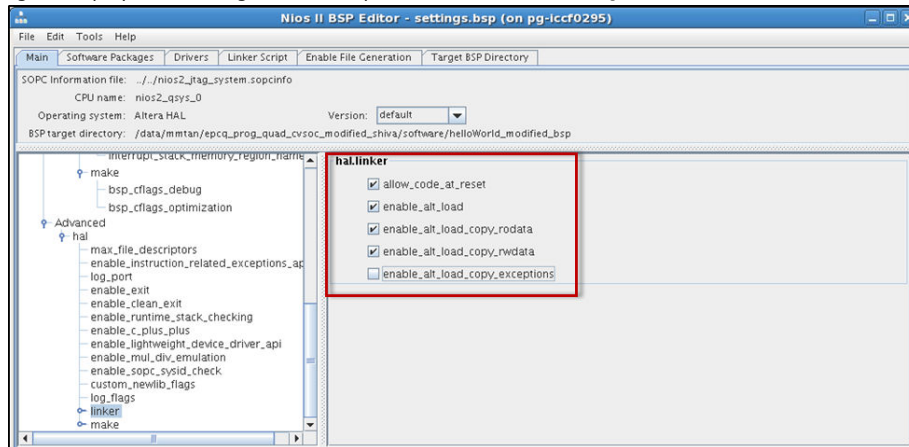 Nios II BSP Editor - settings.bsp (on pg-iccf0295)
File Edit Tools Help
Main Software Packages Drivers Linker Script Enable File Generation Target BSP Directory
SOPC Information file: ../../nios2_jtag_system.sopcinfo
CPU name: nios2_qsys_0
Operating system: Altera HAL Version: default
BSP target directory: /data/mmtan/epcq_prog_quad_cvsoc_modified_shiva/software/helloWorld_modified_bsp
interrupt_stack_memory_region_name
make
bsp_cflags_debug
bsp_cflags_optimization
Advanced
hal
max_file_descriptors
enable_instruction_related_exceptions_ap
log_port
enable_exit
enable_clean_exit
enable_runtime_stack_checking
enable_c_plus_plus
enable_lightweight_device_driver_api
enable_mul_div_emulation
enable_sopc_sysid_check
custom_newlib_flags
log_flags
linker
make
hal.linker
allow_code_at_reset
enable_alt_load
enable_alt_load_copy_rodata
enable_alt_load_copy_rwdata
enable_alt_load_copy_exceptions